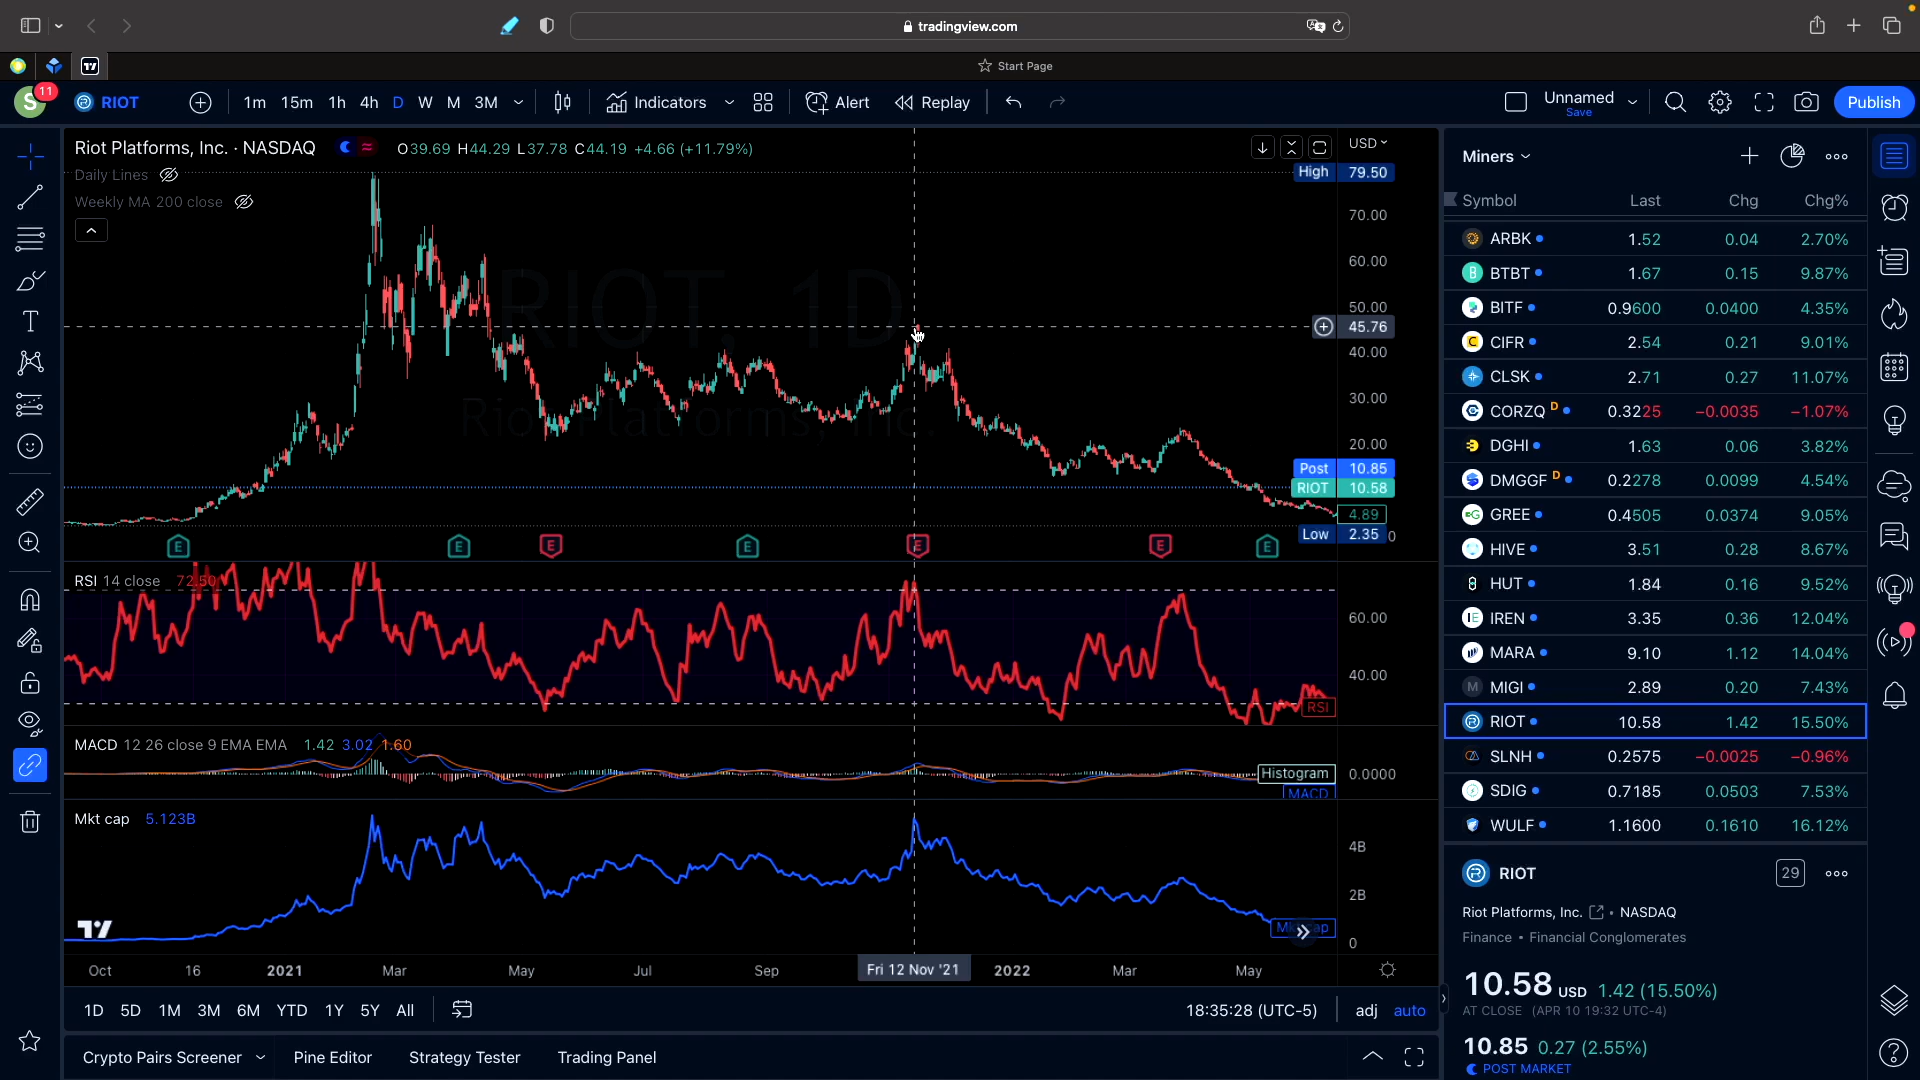 tradingview.com
Start Page
S 11 RIOT 1m 15m 1h 4h D W M 3M Indicators Alert Replay Unnamed Save Publish
Riot Platforms, Inc. · NASDAQ O39.69 H44.29 L37.78 C44.19 +4.66 (+11.79%) USD
Daily Lines
Weekly MA 200 close
RIOT, 1D
Riot Platforms, Inc.
High 79.50
70.00
60.00
50.00
45.76
40.00
30.00
20.00
Post 10.85
RIOT 10.58
4.89
Low 2.35 0
E E E E E E E
RSI 14 close 72.50
60.00
40.00
RSI
MACD 12 26 close 9 EMA EMA 1.42 3.02 1.60
Histogram 0.0000
MACD
Mkt cap 5.123B
4B
2B
0
Oct 16 2021 Mar May Jul Sep Fri 12 Nov '21 2022 Mar May
1D 5D 1M 3M 6M YTD 1Y 5Y All 18:35:28 (UTC-5) adj auto
Crypto Pairs Screener Pine Editor Strategy Tester Trading Panel
Miners
Symbol Last Chg Chg%
ARBK 1.52 0.04 2.70%
BTBT 1.67 0.15 9.87%
BITF 0.9600 0.0400 4.35%
CIFR 2.54 0.21 9.01%
CLSK 2.71 0.27 11.07%
CORZQ D 0.3225 −0.0035 −1.07%
DGHI 1.63 0.06 3.82%
DMGGF D 0.2278 0.0099 4.54%
GREE 0.4505 0.0374 9.05%
HIVE 3.51 0.28 8.67%
HUT 1.84 0.16 9.52%
IREN 3.35 0.36 12.04%
MARA 9.10 1.12 14.04%
M MIGI 2.89 0.20 7.43%
RIOT 10.58 1.42 15.50%
SLNH 0.2575 −0.0025 −0.96%
SDIG 0.7185 0.0503 7.53%
WULF 1.1600 0.1610 16.12%
RIOT 29
Riot Platforms, Inc. • NASDAQ
Finance • Financial Conglomerates
10.58 USD 1.42 (15.50%)
AT CLOSE (APR 10 19:32 UTC-4)
10.85 0.27 (2.55%)
POST MARKET